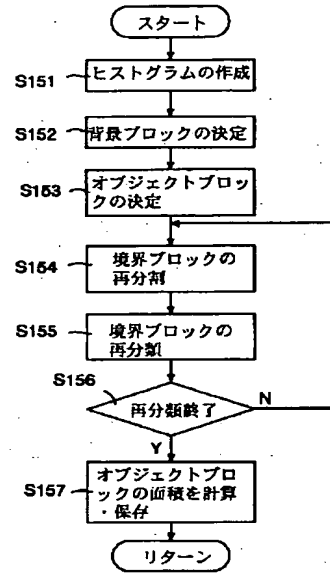 スタート
S151
ヒストグラムの作成
S152
背景ブロックの決定
S153
オブジェクトブロッ
クの決定
S154
境界ブロックの
再分割
S155
境界ブロックの
再分類
S156
再分類終了
N
Y
S157
オブジェクトブロ
ックの面積を計算
・保存
リターン